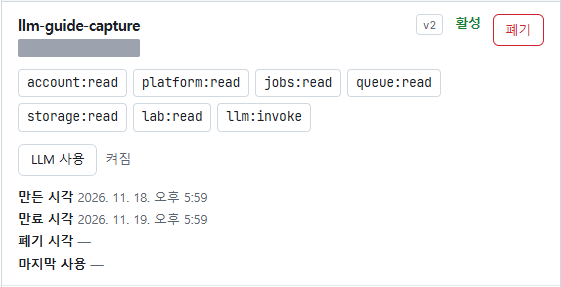 llm-guide-capture v2 활성 폐기
account:read platform:read jobs:read queue:read
storage:read lab:read llm:invoke
LLM 사용 켜짐
만든 시각 2026. 11. 18. 오후 5:59
만료 시각 2026. 11. 19. 오후 5:59
폐기 시각 —
마지막 사용 —